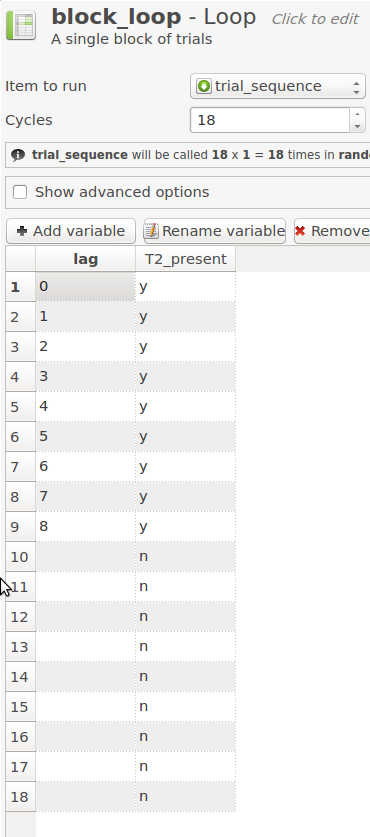 block_loop - Loop Click to edit
A single block of trials
Item to run trial_sequence
Cycles 18
trial_sequence will be called 18 x 1 = 18 times in rand
Show advanced options
Add variable Rename variable Remove
lag T2_present
1 0 y
2 1 y
3 2 y
4 3 y
5 4 y
6 5 y
7 6 y
8 7 y
9 8 y
10 n
11 n
12 n
13 n
14 n
15 n
16 n
17 n
18 n